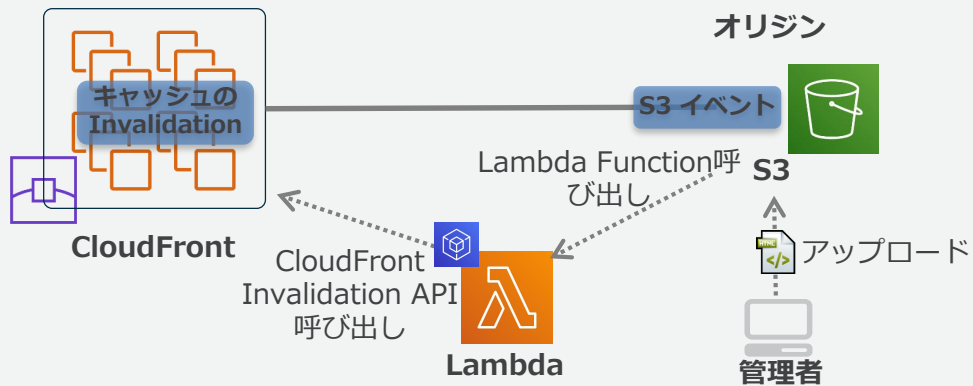 オリジン
キャッシュの
Invalidation
S3 イベント
Lambda Function呼
び出し
S3
CloudFront
CloudFront
Invalidation API
呼び出し
HTML
</>
アップロード
Lambda
管理者